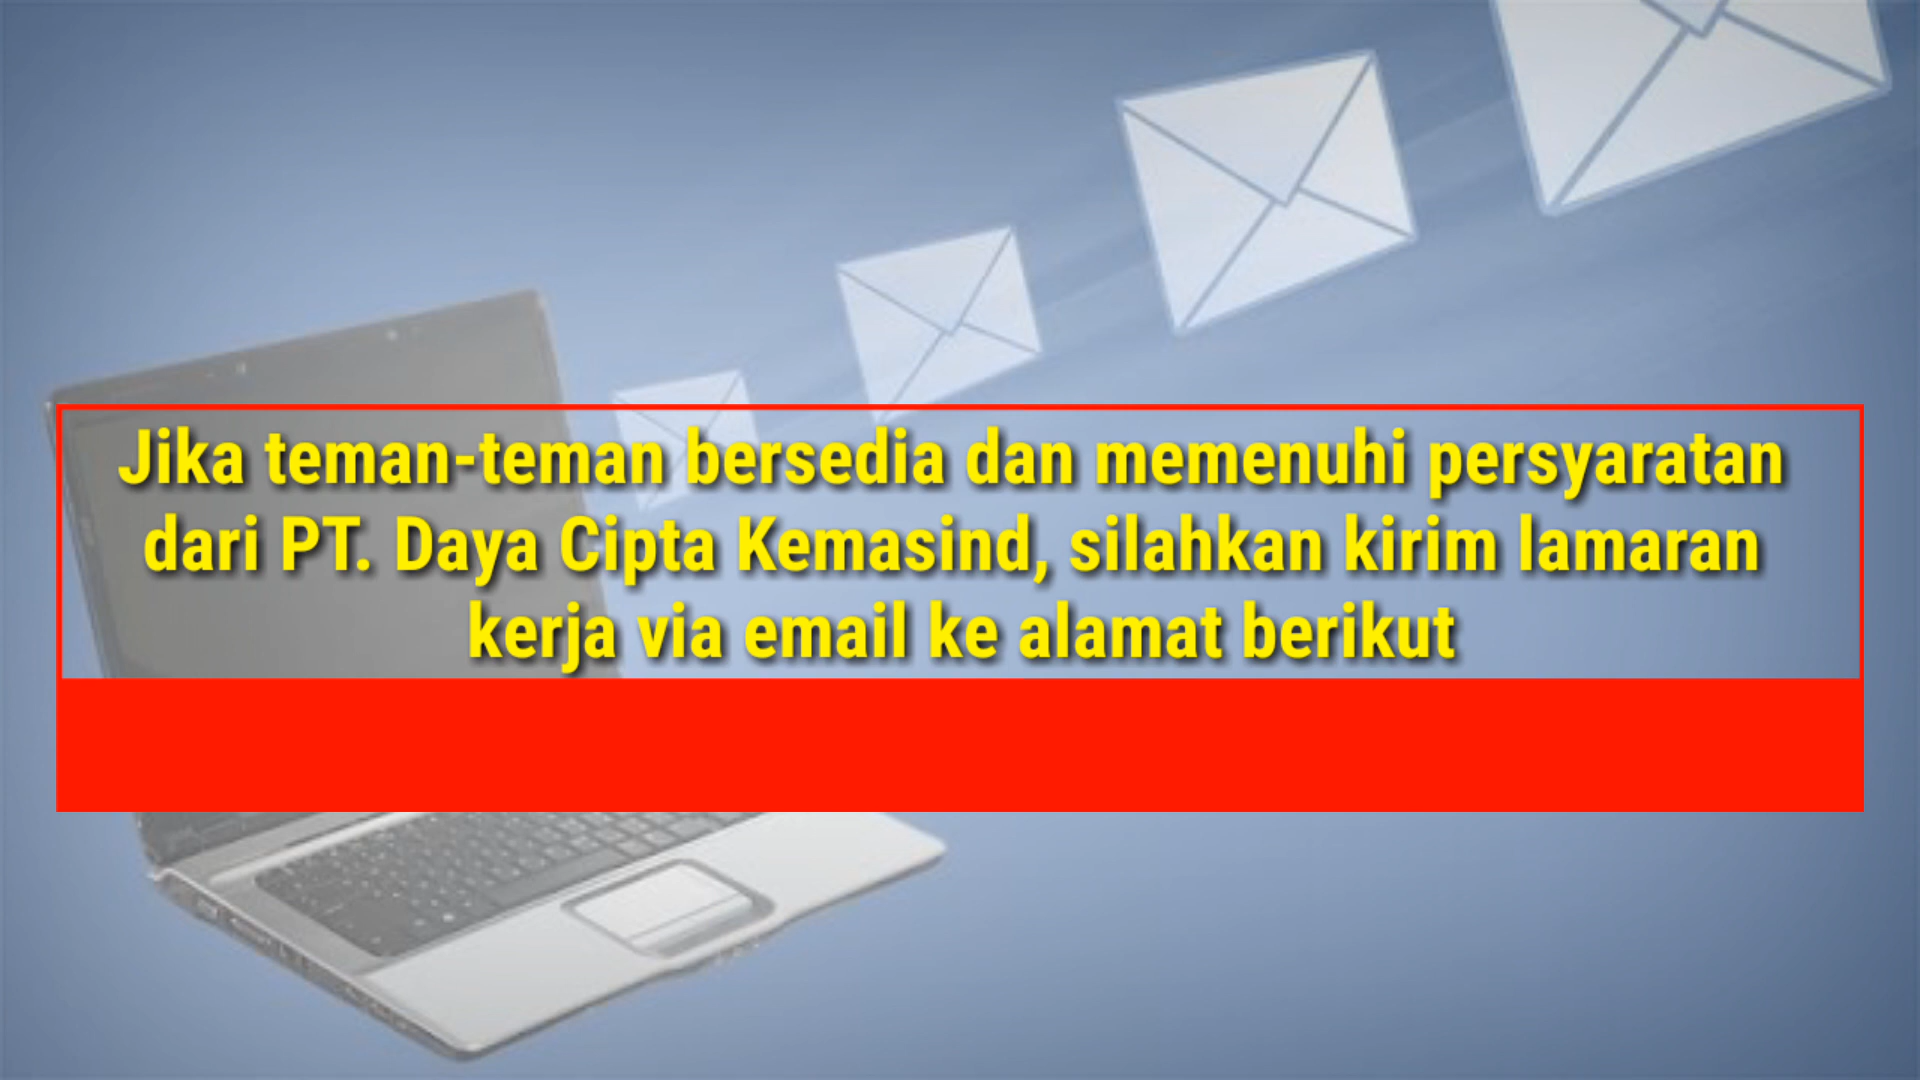 Jika teman-teman bersedia dan memenuhi persyaratan
dari PT. Daya Cipta Kemasind, silahkan kirim lamaran
kerja via email ke alamat berikut